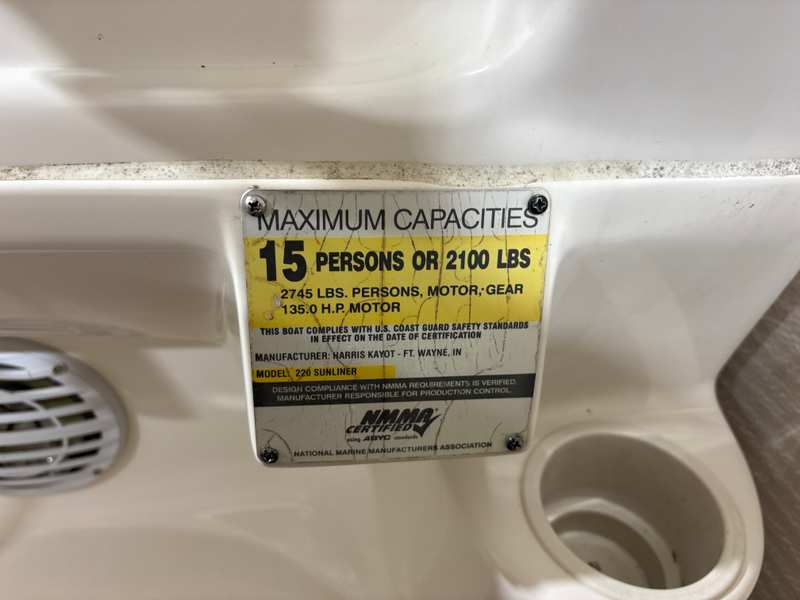 MAXIMUM CAPACITIES
15 PERSONS OR 2100 LBS
2745 LBS. PERSONS, MOTOR, GEAR
135.0 H.P. MOTOR
THIS BOAT COMPLIES WITH U.S. COAST GUARD SAFETY STANDARDS
IN EFFECT ON THE DATE OF CERTIFICATION
MANUFACTURER: HARRIS KAYOT - FT. WAYNE, IN
MODEL: 220 SUNLINER
DESIGN COMPLIANCE WITH NMMA REQUIREMENTS IS VERIFIED.
MANUFACTURER RESPONSIBLE FOR PRODUCTION CONTROL.
NMMA
CERTIFIED
using ABYC standards
NATIONAL MARINE MANUFACTURERS ASSOCIATION